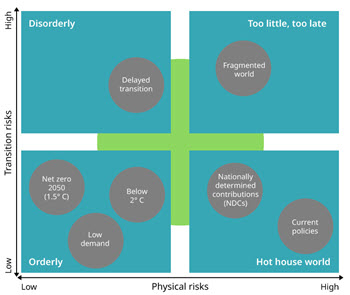 High
Disorderly
Too little, too late
Delayed
transition
Fragmented
world
Transition risks
Net zero
2050
(1.5° C)
Below
2° C
Low
demand
Nationally
determined
contributions
(NDCs)
Current
policies
Orderly
Hot house world
Low
Low
Physical risks
High